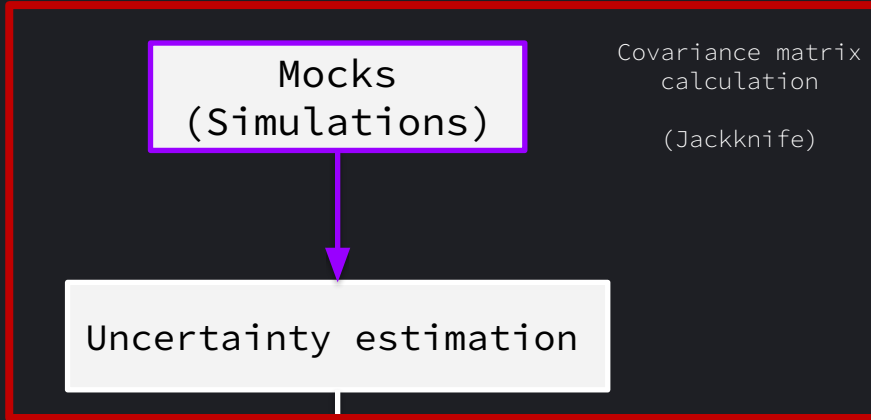 Mocks
(Simulations)
Covariance matrix
calculation
(Jackknife)
Uncertainty estimation